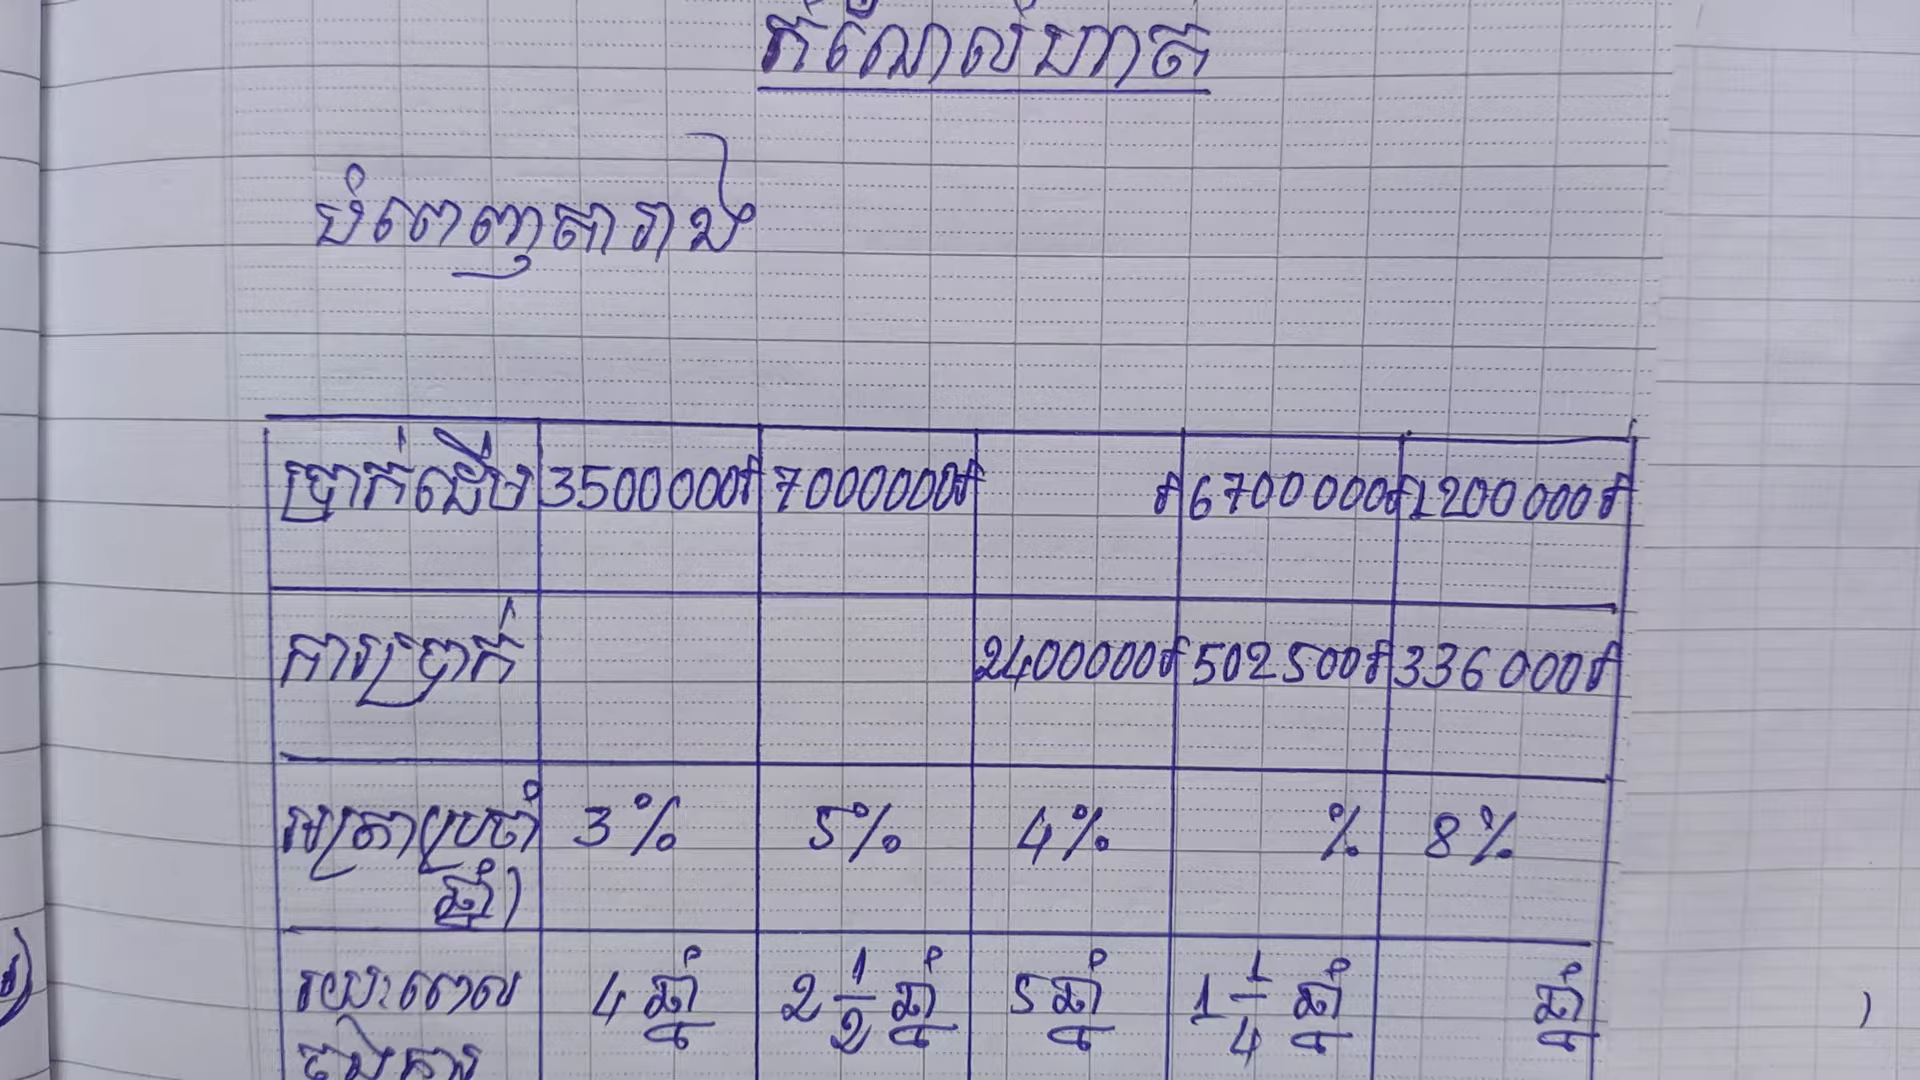 កំណែលំហាត់
បំពេញតារាង
ប្រាក់ដើម 3500000៛ 7000000៛ ៛ 6700000៛ 1200000៛
ការប្រាក់ 2400000៛ 502500៛ 336000៛
អត្រា(ប្រចាំ 3% 5% 4% % 8%
ឆ្នាំ)
រយៈពេល 4 ឆ្នាំ 2 1/2 ឆ្នាំ 5 ឆ្នាំ 1 1/4 ឆ្នាំ ឆ្នាំ